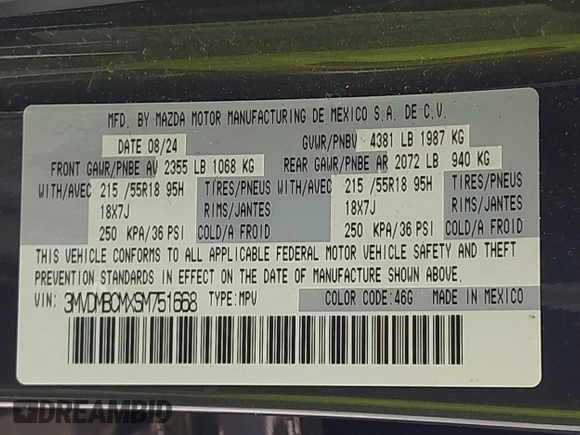 MFD. BY MAZDA MOTOR MANUFACTURING DE MEXICO S.A. DE C.V.
DATE 08/24 GVWR/PNBV 4381 LB 1987 KG
FRONT GAWR/PNBE AV 2355 LB 1068 KG REAR GAWR/PNBE AR 2072 LB 940 KG
WITH/AVEC 215 /55R18 95H TIRES/PNEUS WITH/AVEC 215 /55R18 95H TIRES/PNEUS
18X7J RIMS/JANTES 18X7J RIMS/JANTES
250 KPA/36 PSI COLD/A FROID 250 KPA/36 PSI COLD/A FROID
THIS VEHICLE CONFORMS TO ALL APPLICABLE FEDERAL MOTOR VEHICLE SAFETY AND THEFT
PREVENTION STANDARDS IN EFFECT ON THE DATE OF MANUFACTURE SHOWN ABOVE.
VIN: 3MVDMBCMXSM751668 TYPE:MPV COLOR CODE:46G MADE IN MEXICO
DREAMBID